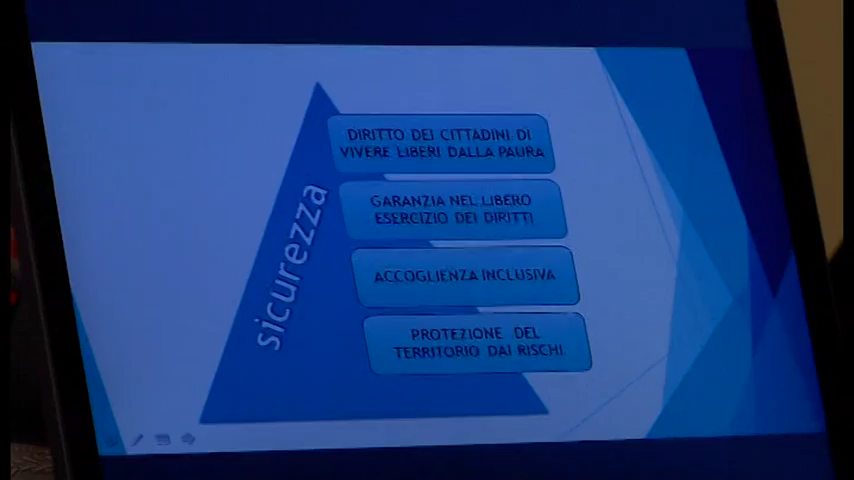 sicurezza
DIRITTO DEI CITTADINI DI
VIVERE LIBERI DALLA PAURA
GARANZIA NEL LIBERO
ESERCIZIO DEI DIRITTI
ACCOGLIENZA INCLUSIVA
PROTEZIONE DEL
TERRITORIO DAI RISCHI